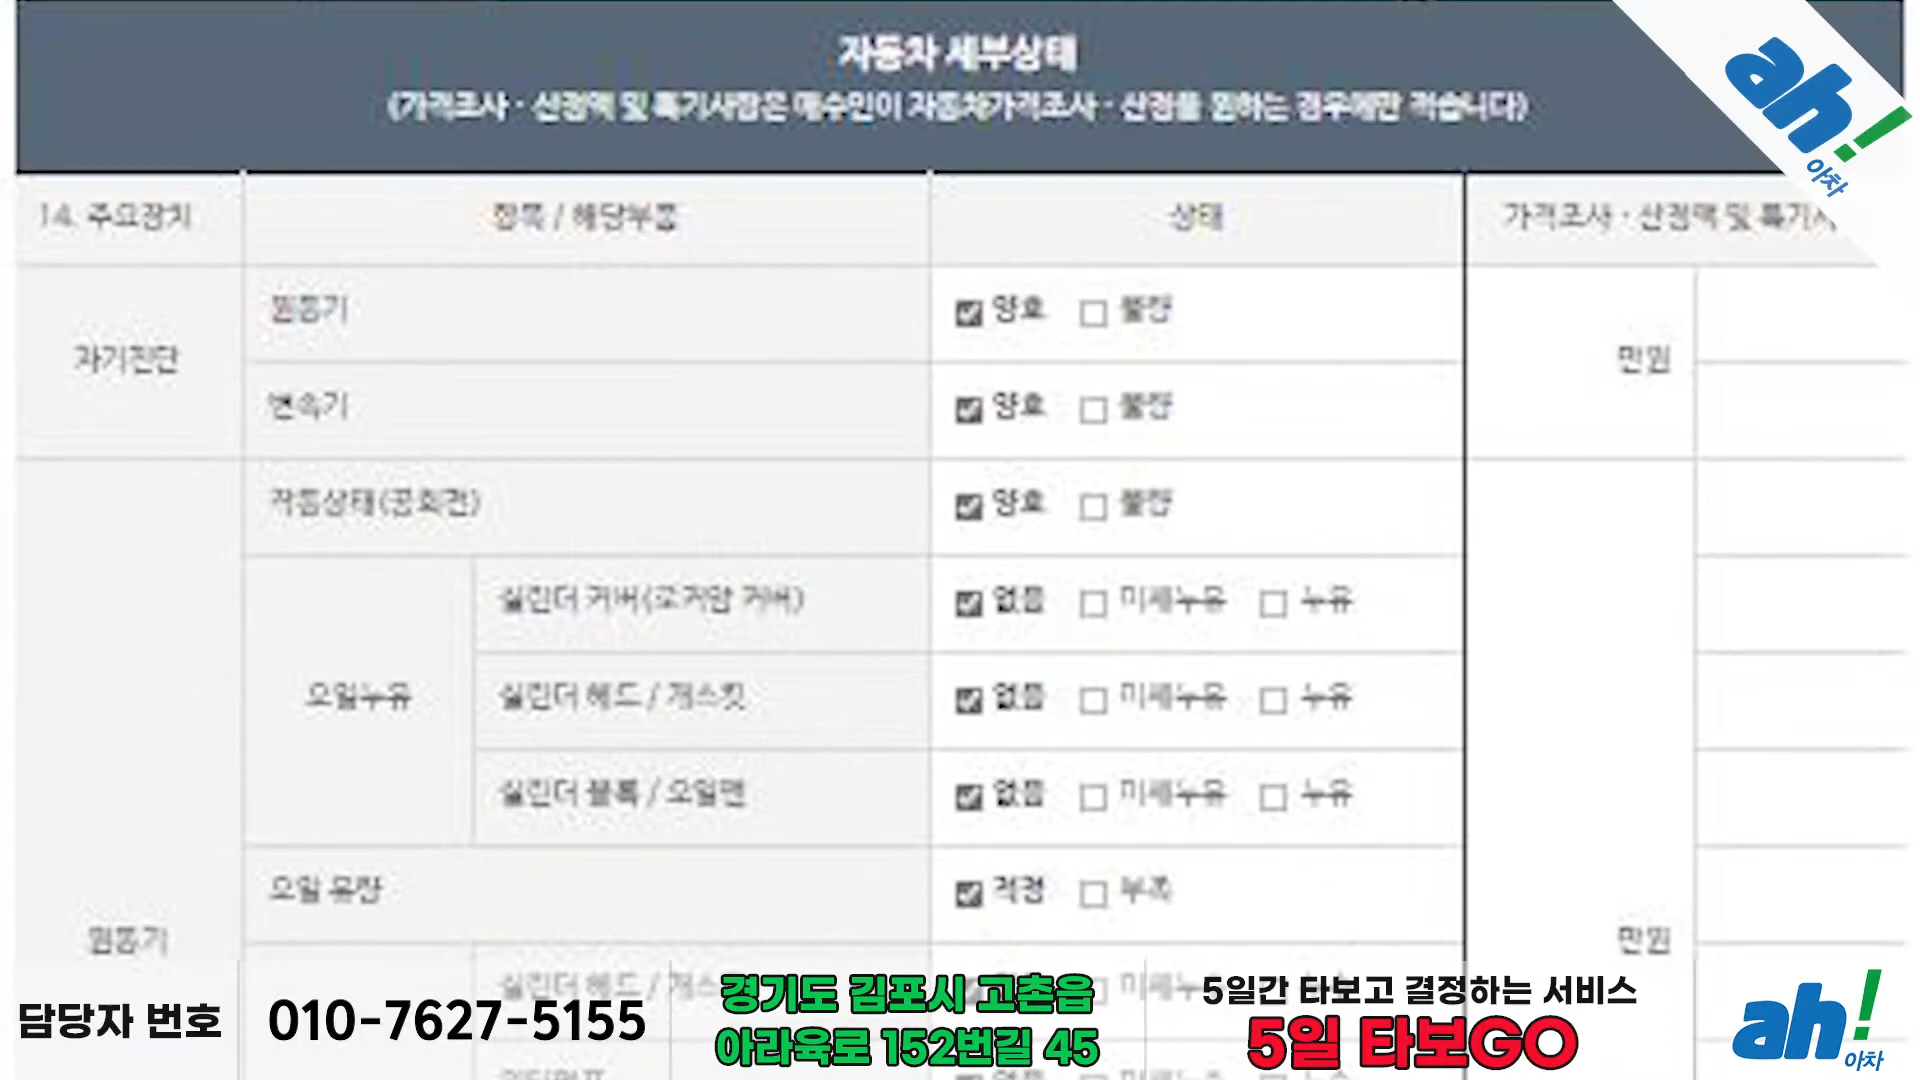 자동차 세부상태
(가격조사 · 산정액 및 특기사항은 매수인이 자동차가격조사 · 산정을 원하는 경우에만 적습니다)
ah!
아차
14. 주요장치
항목 / 해당부품
상태
가격조사 · 산정액 및 특기사
자기진단
원동기
양호 불량
만원
변속기
양호 불량
원동기
작동상태(공회전)
양호 불량
오일누유
실린더 커버(로커암 커버)
없음 미세누유 누유
실린더 헤드 / 개스킷
없음 미세누유 누유
실린더 블록 / 오일팬
없음 미세누유 누유
오일 유량
적정 부족
만원
실린더 헤드 / 개스
담당자 번호
010-7627-5155
경기도 김포시 고촌읍
아라육로 152번길 45
5일간 타보고 결정하는 서비스
5일 타보GO
ah!
아차